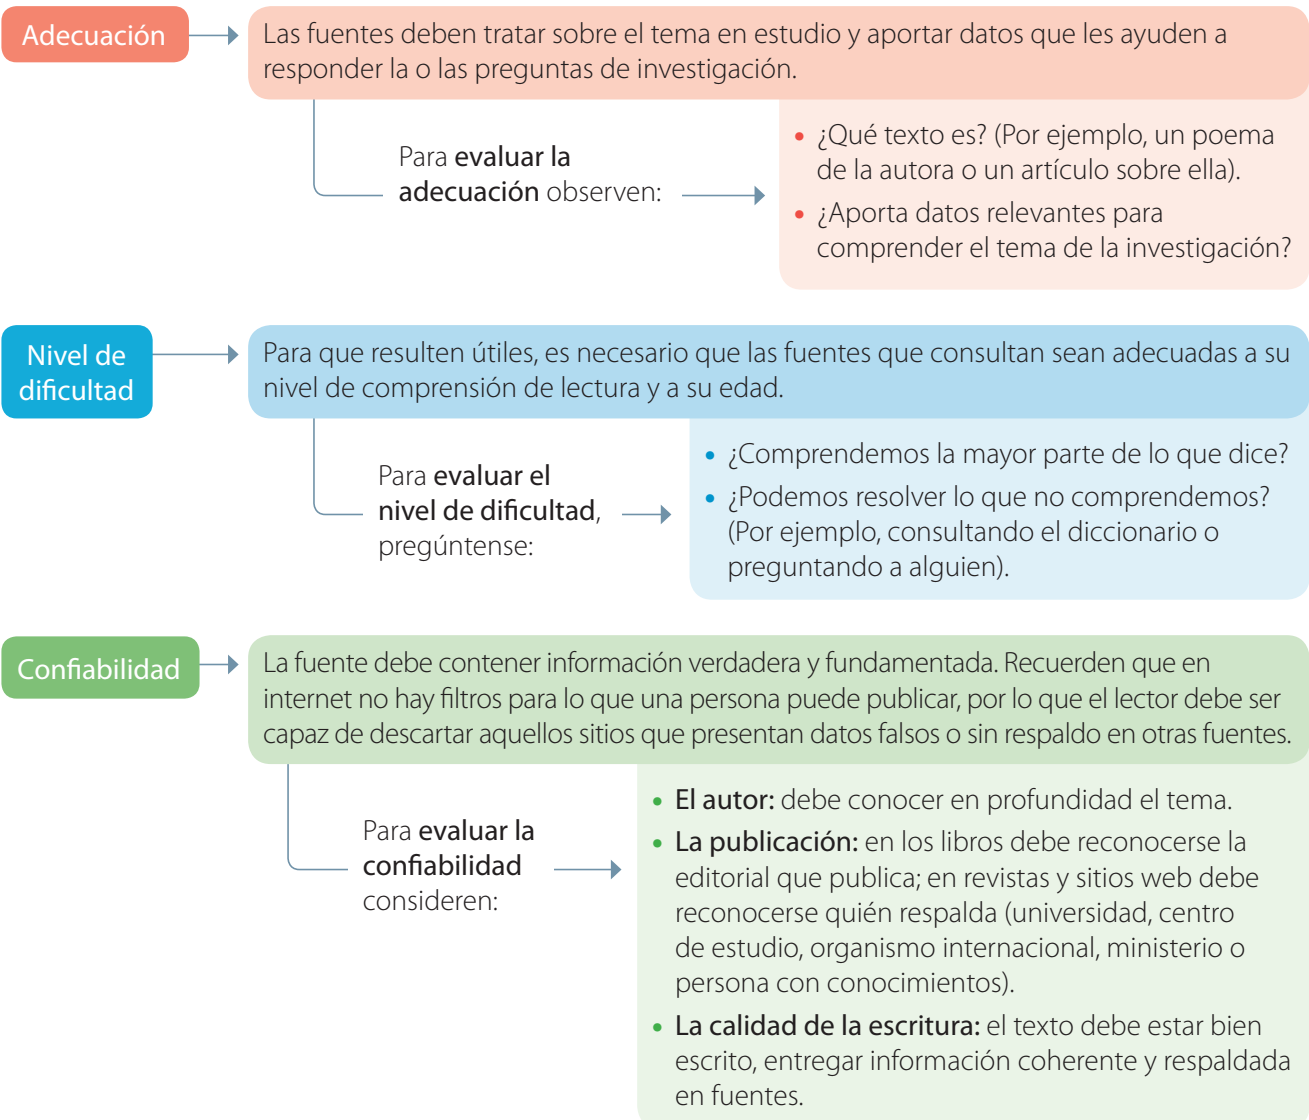 Adecuación
Las fuentes deben tratar sobre el tema en estudio y aportar datos que les ayuden a
responder la o las preguntas de investigación.
Para evaluar la
adecuación observen:
• ¿Qué texto es? (Por ejemplo, un poema
de la autora o un artículo sobre ella).
• ¿Aporta datos relevantes para
comprender el tema de la investigación?
Nivel de
dificultad
Para que resulten útiles, es necesario que las fuentes que consultan sean adecuadas a su
nivel de comprensión de lectura y a su edad.
Para evaluar el
nivel de dificultad,
pregúntense:
• ¿Comprendemos la mayor parte de lo que dice?
• ¿Podemos resolver lo que no comprendemos?
(Por ejemplo, consultando el diccionario o
preguntando a alguien).
Confiabilidad
La fuente debe contener información verdadera y fundamentada. Recuerden que en
internet no hay filtros para lo que una persona puede publicar, por lo que el lector debe ser
capaz de descartar aquellos sitios que presentan datos falsos o sin respaldo en otras fuentes.
Para evaluar la
confiabilidad
consideren:
• El autor: debe conocer en profundidad el tema.
• La publicación: en los libros debe reconocerse la
editorial que publica; en revistas y sitios web debe
reconocerse quién respalda (universidad, centro
de estudio, organismo internacional, ministerio o
persona con conocimientos).
• La calidad de la escritura: el texto debe estar bien
escrito, entregar información coherente y respaldada
en fuentes.